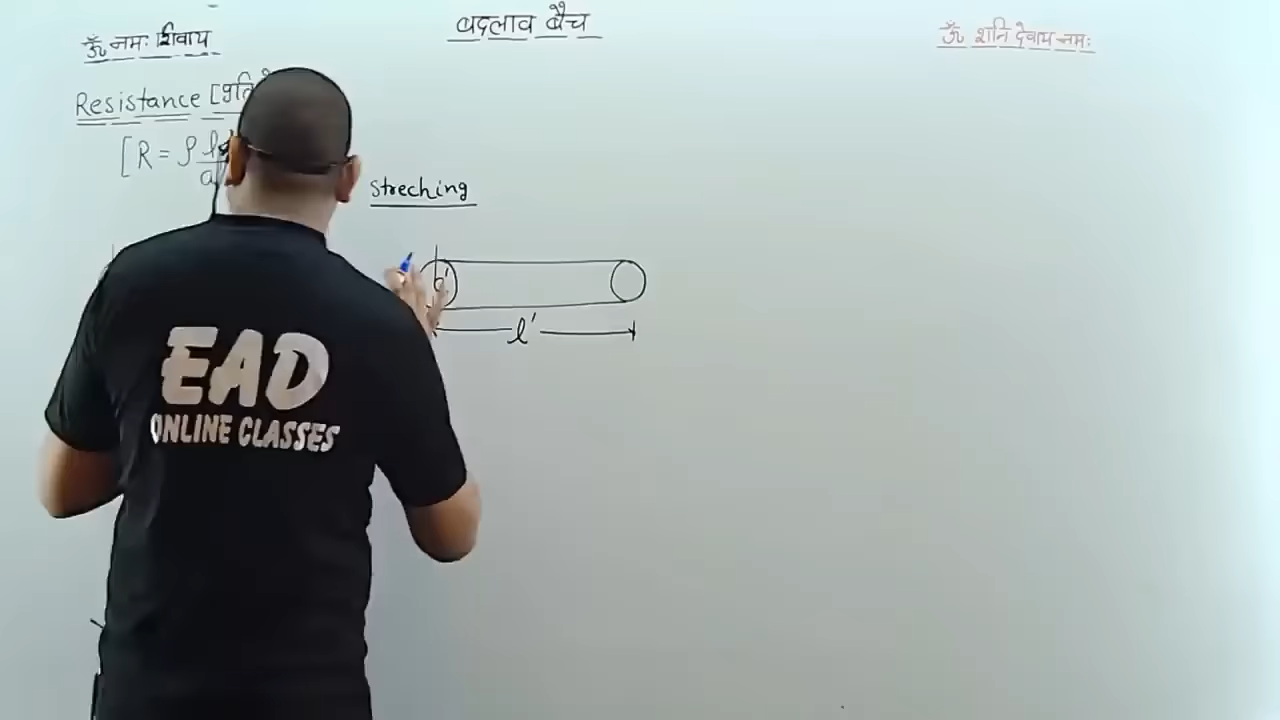 ॐ नमः शिवाय
बदलाव बैच
ॐ शनि देवाय नमः
Resistance
[R = ρ l
a
Streching
a'
l'
EAD
ONLINE CLASSES